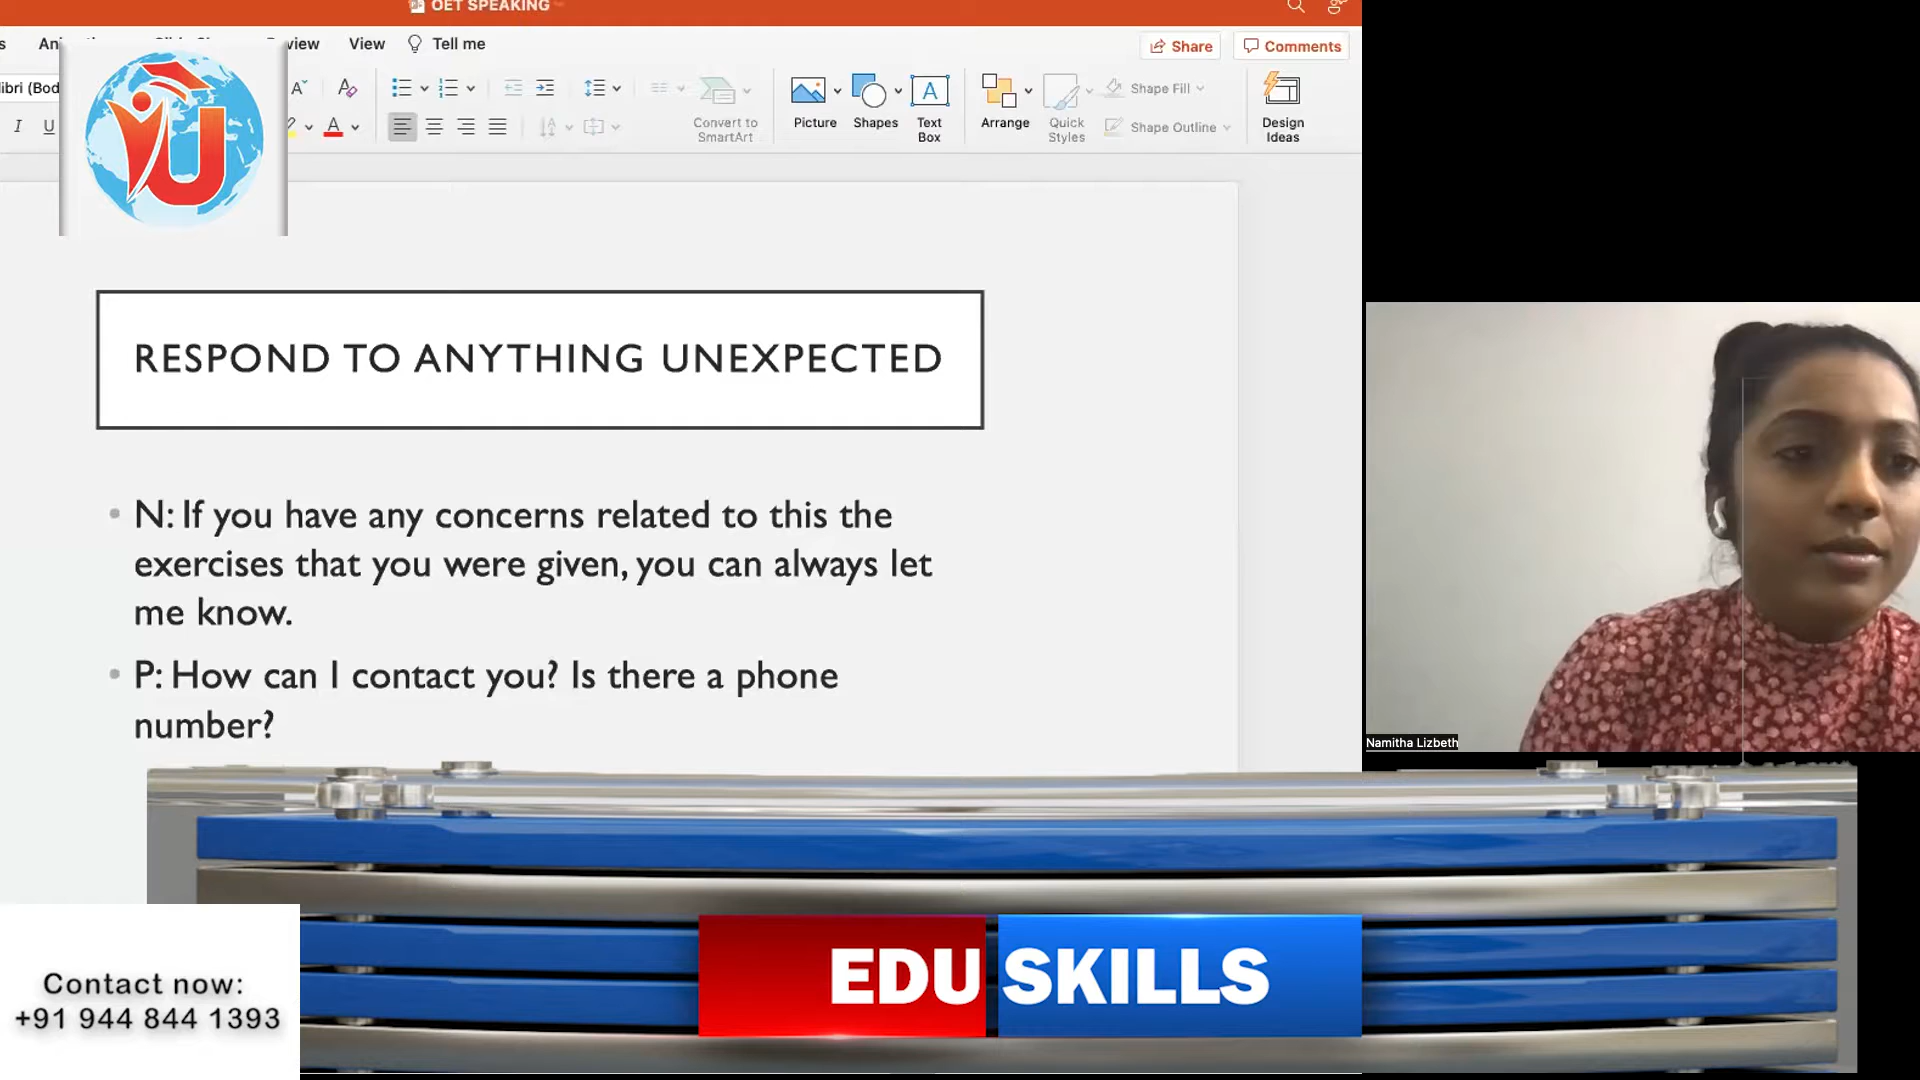 OET SPEAKING
s
View
Tell me
Share
Comments
libri (Bod
A
A
I U
A
Convert to
SmartArt
Picture
Shapes
A
Text
Box
Arrange
Quick
Styles
Shape Fill
Shape Outline
Design
Ideas
U
RESPOND TO ANYTHING UNEXPECTED
• N: If you have any concerns related to this the
exercises that you were given, you can always let
me know.
• P: How can I contact you? Is there a phone
number?
Namitha Lizbeth
EDU SKILLS
Contact now:
+91 944 844 1393